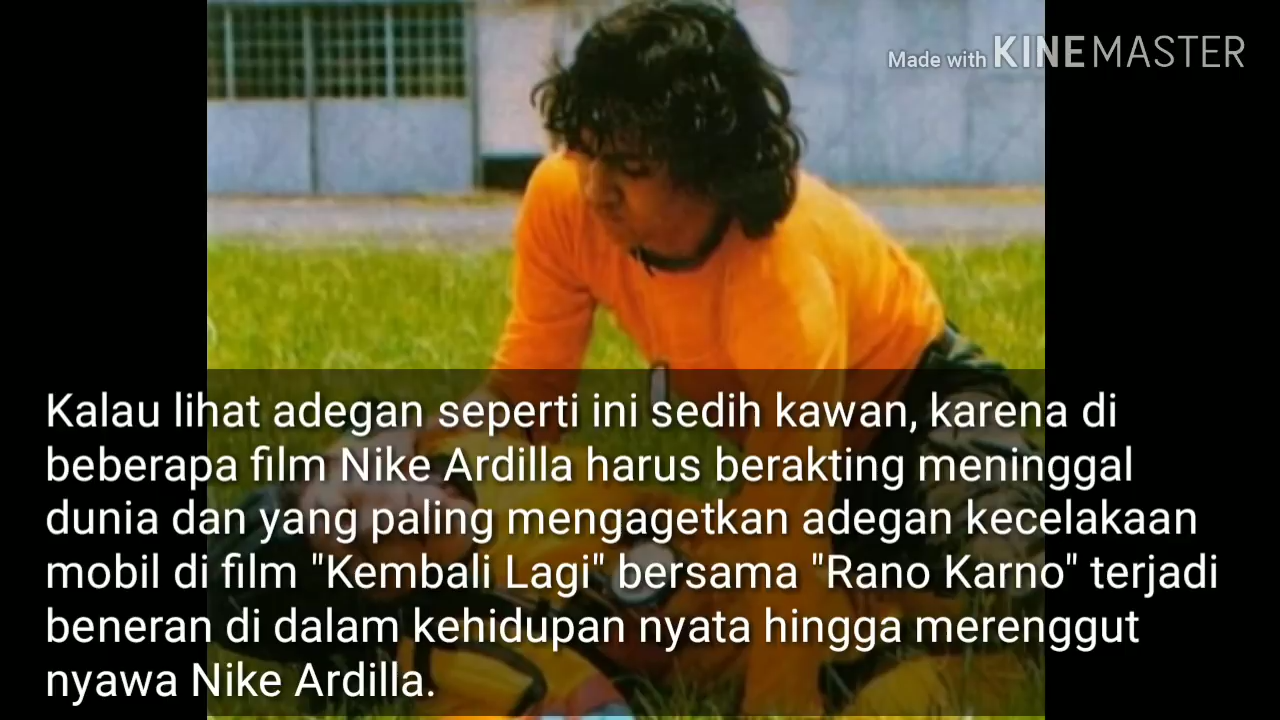 Made with KINEMASTER
Kalau lihat adegan seperti ini sedih kawan, karena di
beberapa film Nike Ardilla harus berakting meninggal
dunia dan yang paling mengagetkan adegan kecelakaan
mobil di film "Kembali Lagi" bersama "Rano Karno" terjadi
beneran di dalam kehidupan nyata hingga merenggut
nyawa Nike Ardilla.